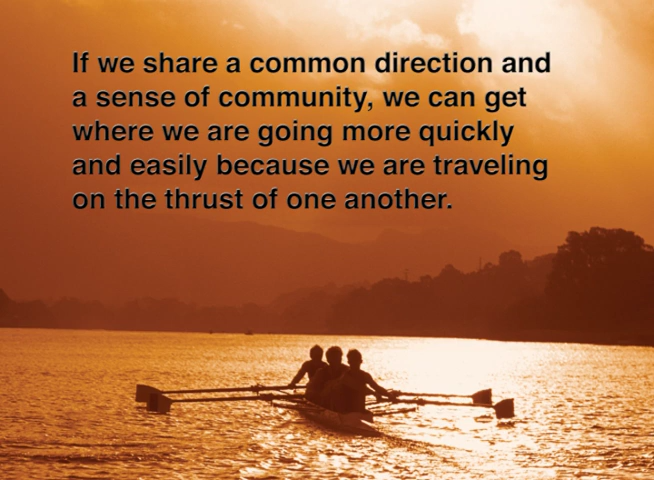 If we share a common direction and
a sense of community, we can get
where we are going more quickly
and easily because we are traveling
on the thrust of one another.